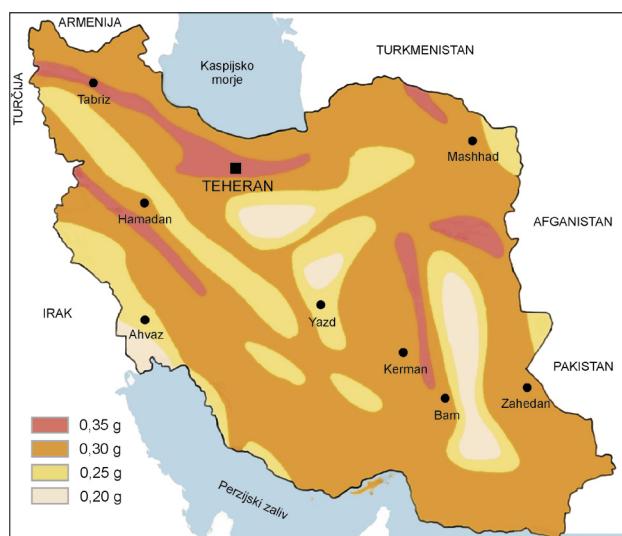 ARMENIJA
TURČIJA
Kaspijsko
morje
TURKMENISTAN
Tabriz
Mashhad
TEHERAN
Hamadan
AFGANISTAN
IRAK
Ahvaz
Yazd
Kerman
PAKISTAN
Bam
Zahedan
0,35 g
0,30 g
0,25 g
0,20 g
Perzijski zaliv